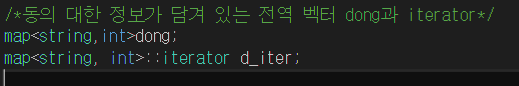 /*동의 대한 정보가 담겨 있는 전역 벡터 dong과 iterator*/
map<string,int>dong;
map<string, int>::iterator d_iter;